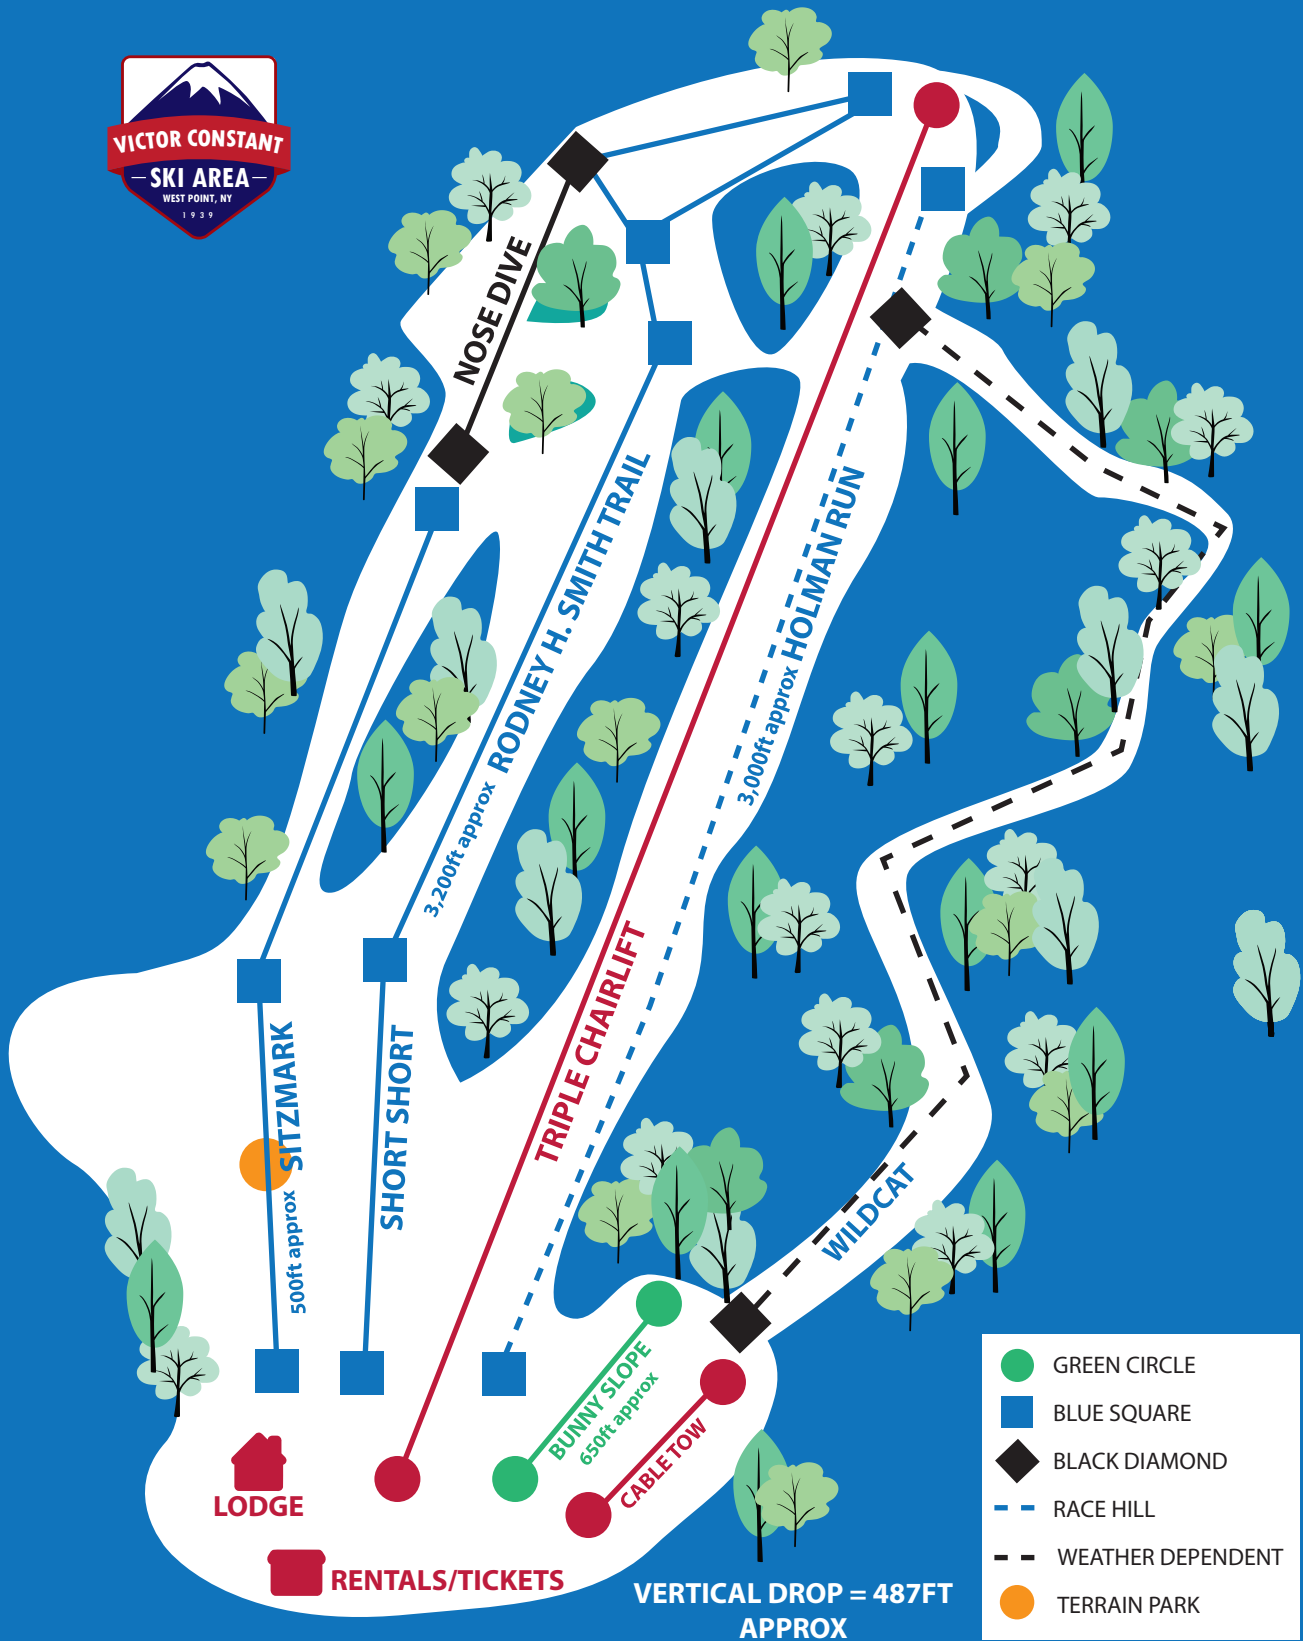 VICTOR CONSTANT
SKI AREA
WEST POINT, NY
1939
NOSE DIVE
3,200ft approx RODNEY H. SMITH TRAIL
3,000ft approx HOLMAN RUN
TRIPLE CHAIRLIFT
500ft approx SITZMARK
SHORT SHORT
WILDCAT
BUNNY SLOPE
650ft approx
CABLE TOW
LODGE
RENTALS/TICKETS
VERTICAL DROP = 487FT
APPROX
GREEN CIRCLE
BLUE SQUARE
BLACK DIAMOND
RACE HILL
WEATHER DEPENDENT
TERRAIN PARK